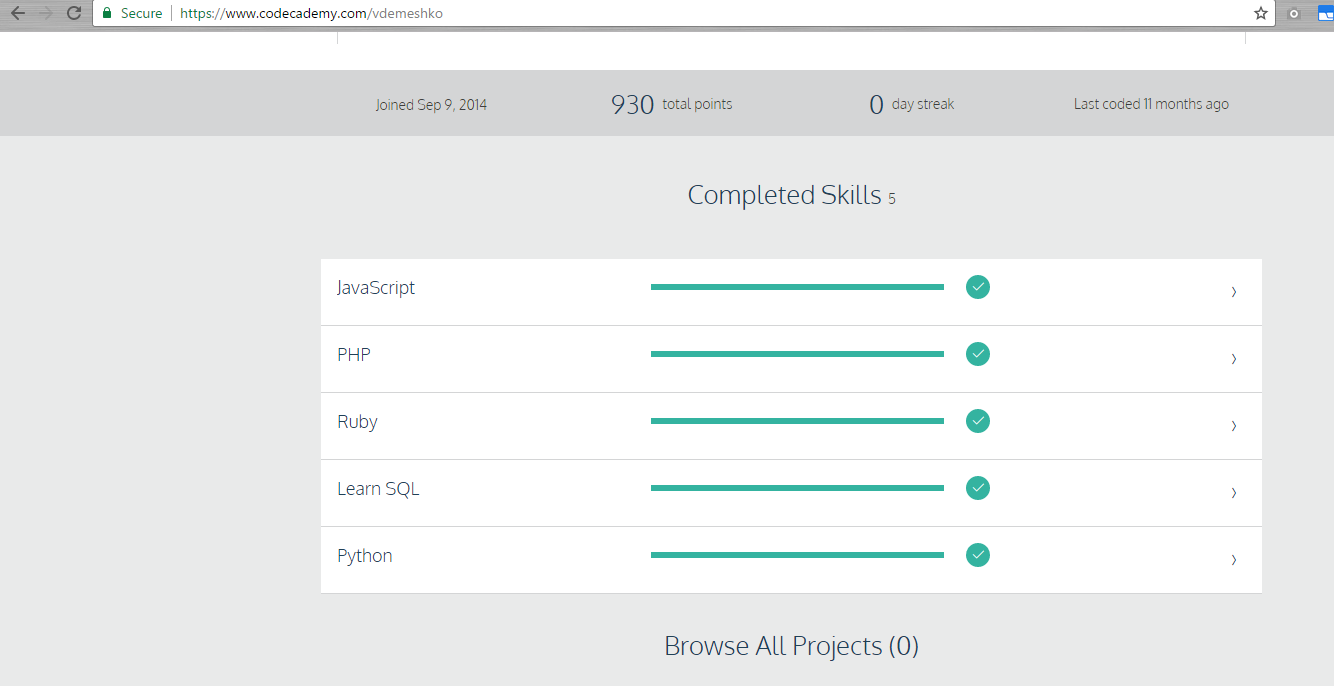 Secure https://www.codecademy.com/vdemeshko
Joined Sep 9, 2014 930 total points 0 day streak Last coded 11 months ago
Completed Skills 5
JavaScript
PHP
Ruby
Learn SQL
Python
Browse All Projects (0)